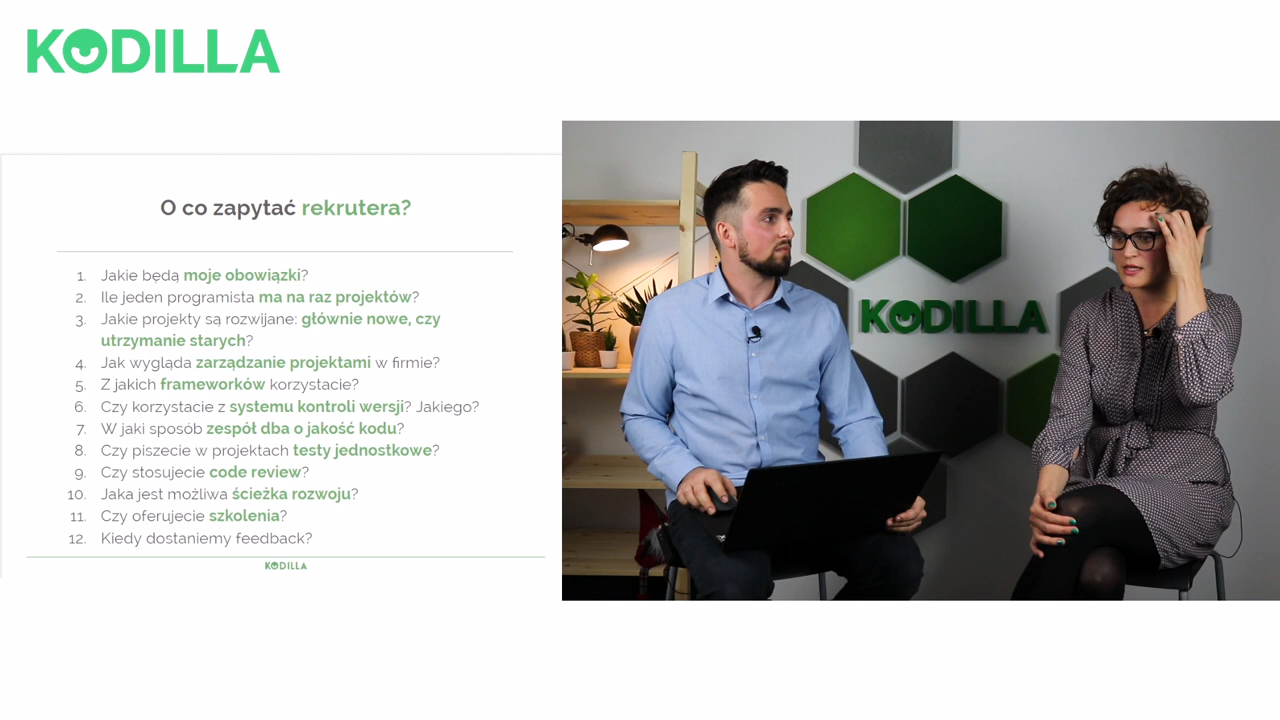 KODILLA
O co zapytać rekrutera?
1. Jakie będą moje obowiązki?
2. Ile jeden programista ma na raz projektów?
3. Jakie projekty są rozwijane: głównie nowe, czy
utrzymanie starych?
4. Jak wygląda zarządzanie projektami w firmie?
5. Z jakich frameworków korzystacie?
6. Czy korzystacie z systemu kontroli wersji? Jakiego?
7. W jaki sposób zespół dba o jakość kodu?
8. Czy piszecie w projektach testy jednostkowe?
9. Czy stosujecie code review?
10. Jaka jest możliwa ścieżka rozwoju?
11. Czy oferujecie szkolenia?
12. Kiedy dostaniemy feedback?
KODILLA
KODILLA